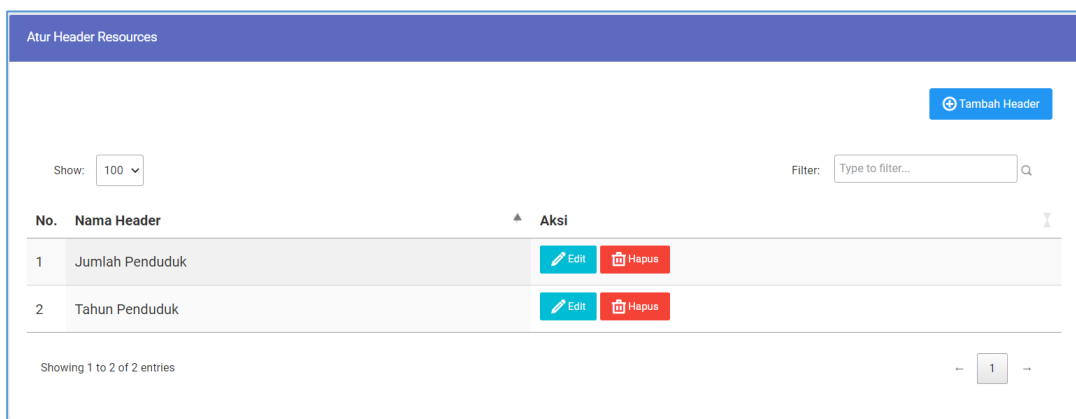 Atur Header Resources
Tambah Header
Show: 100 Filter: Type to filter...
No. Nama Header Aksi
1 Jumlah Penduduk Edit Hapus
2 Tahun Penduduk Edit Hapus
Showing 1 to 2 of 2 entries ← 1 →